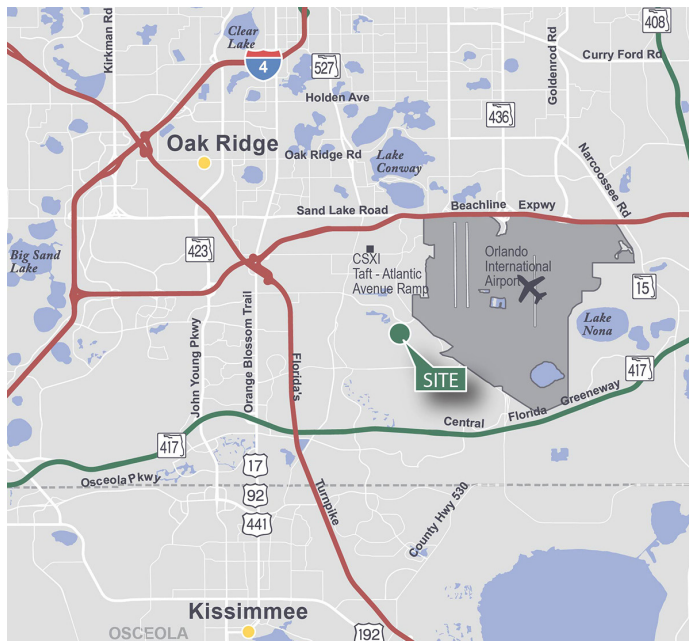 Kirkman Rd
Clear
Lake
4
527
408
Goldenrod Rd
Curry Ford Rd
Holden Ave
436
Oak Ridge
Oak Ridge Rd
Lake
Conway
Narcoossee Rd
Sand Lake Road
Beachline Expwy
423
Big Sand
Lake
CSXI
Taft - Atlantic
Avenue Ramp
Orlando
International
Airport
15
Lake
Nona
John Young Pkwy
Orange Blossom Trail
Florida's
SITE
417
Central Florida Greeneway
417
Osceola Pkwy
17
92
441
Turnpike
County Hwy 530
Kissimmee
OSCEOLA
192